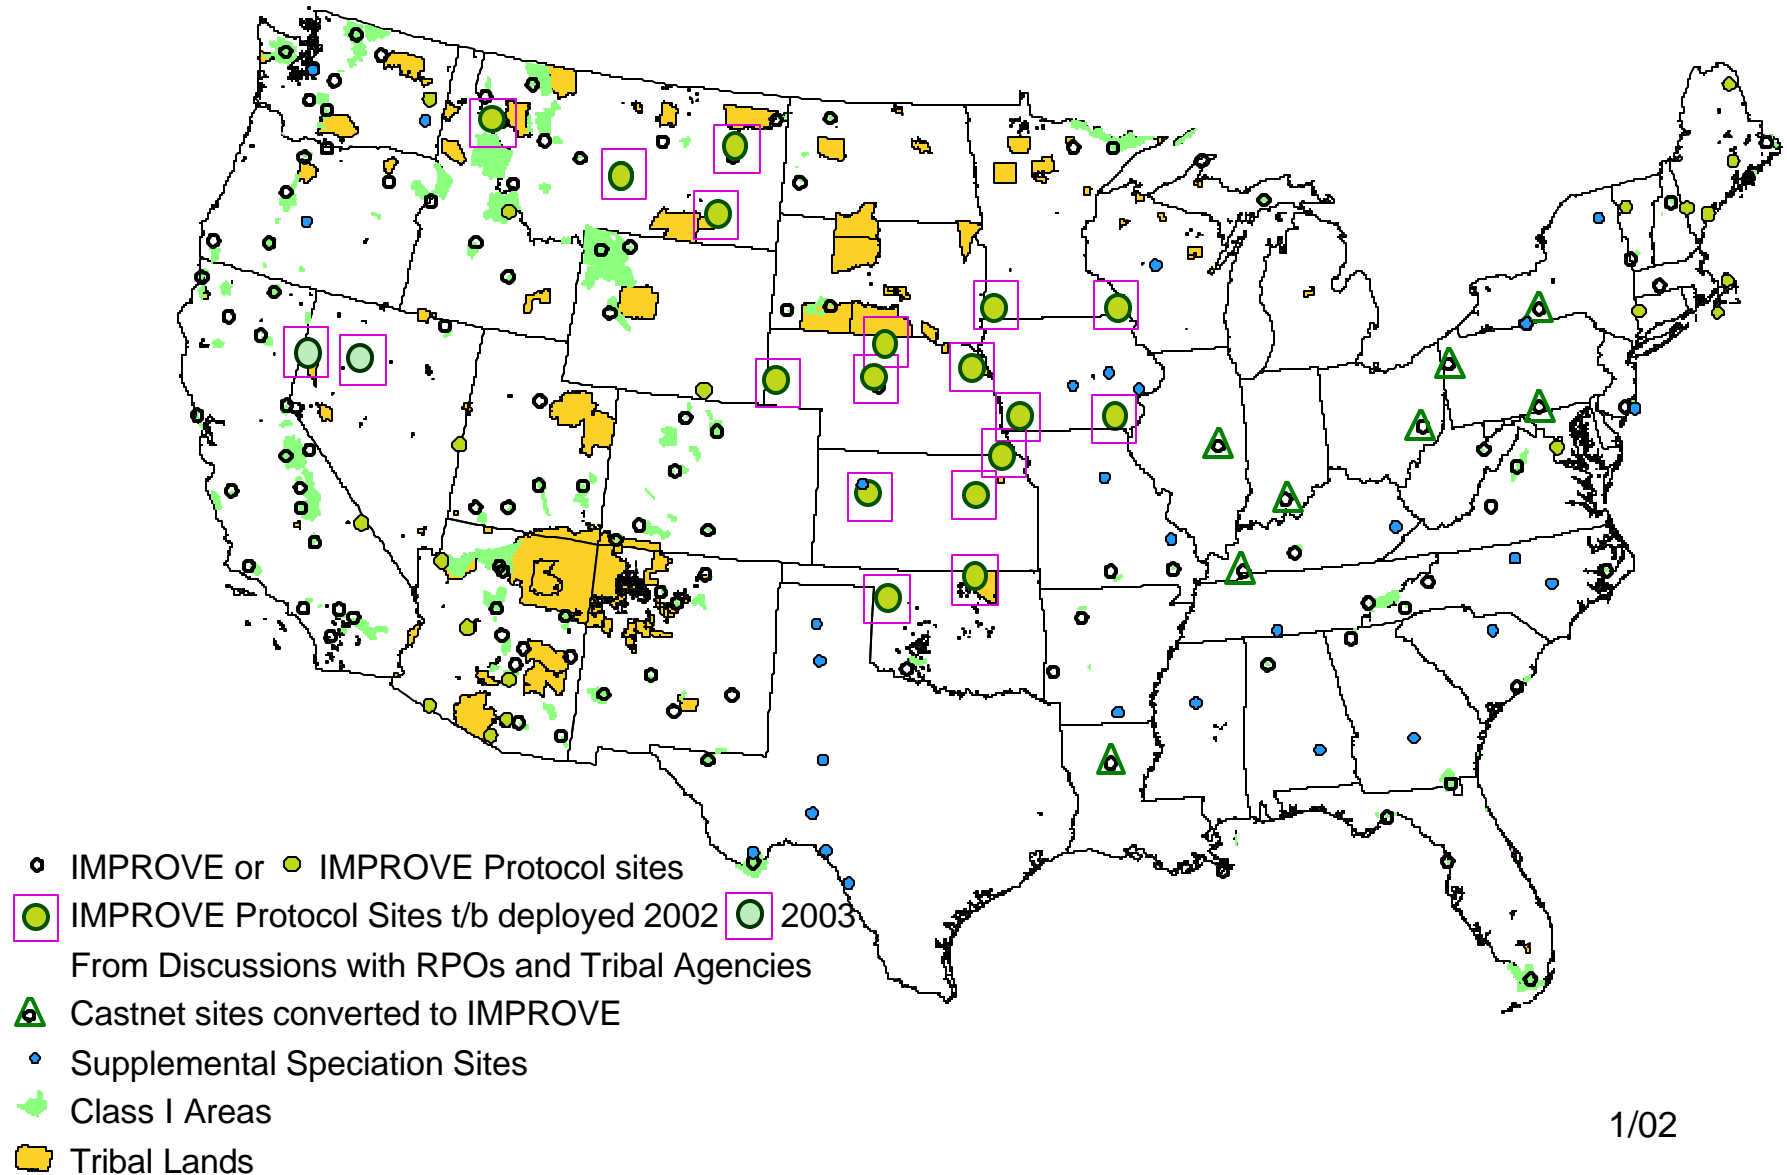 IMPROVE or IMPROVE Protocol sites
IMPROVE Protocol Sites t/b deployed 2002 2003
From Discussions with RPOs and Tribal Agencies
Castnet sites converted to IMPROVE
Supplemental Speciation Sites
Class I Areas
1/02
Tribal Lands